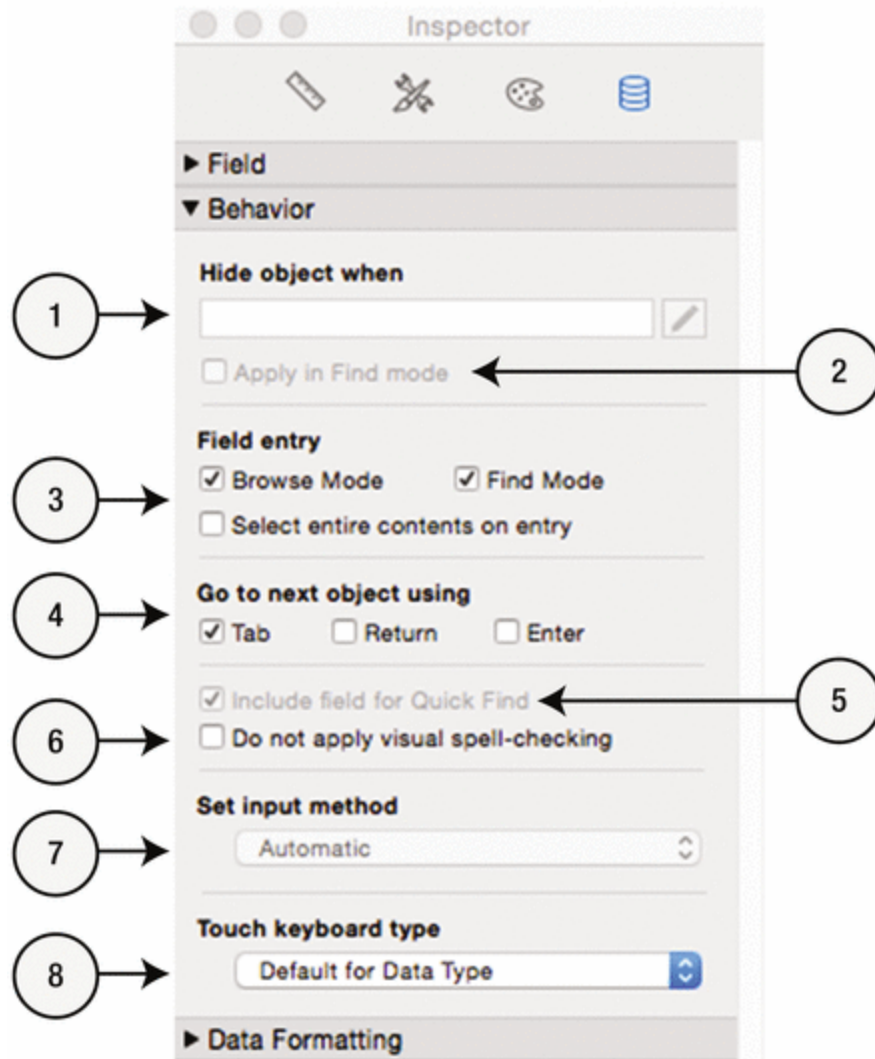 Inspector
Field
Behavior
Hide object when
1
Apply in Find mode
2
Field entry
Browse Mode Find Mode
3
Select entire contents on entry
Go to next object using
4
Tab Return Enter
Include field for Quick Find
5
6
Do not apply visual spell-checking
Set input method
7
Automatic
Touch keyboard type
8
Default for Data Type
Data Formatting